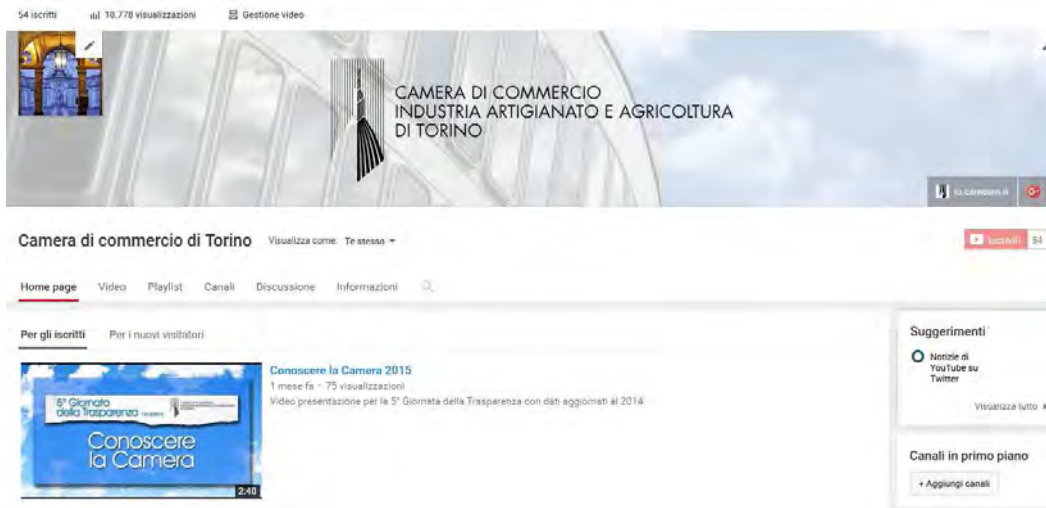 54 iscritti 18.778 visualizzazioni Gestione video
CAMERA DI COMMERCIO
INDUSTRIA ARTIGIANATO E AGRICOLTURA
DI TORINO
to.camcom.it
Camera di commercio di Torino Visualizza come: Te stesso
Iscriviti 54
Home page Video Playlist Canali Discussione Informazioni
Per gli iscritti Per i nuovi visitatori
5° Giornata
della Trasparenza
Conoscere
la Camera
2:40
Conoscere la Camera 2015
1 mese fa - 75 visualizzazioni
Video presentazione per la 5° Giornata della Trasparenza con dati aggiornati al 2014
Suggerimenti
Notizie di
YouTube su
Twitter
Visualizza tutto
Canali in primo piano
+ Aggiungi canali